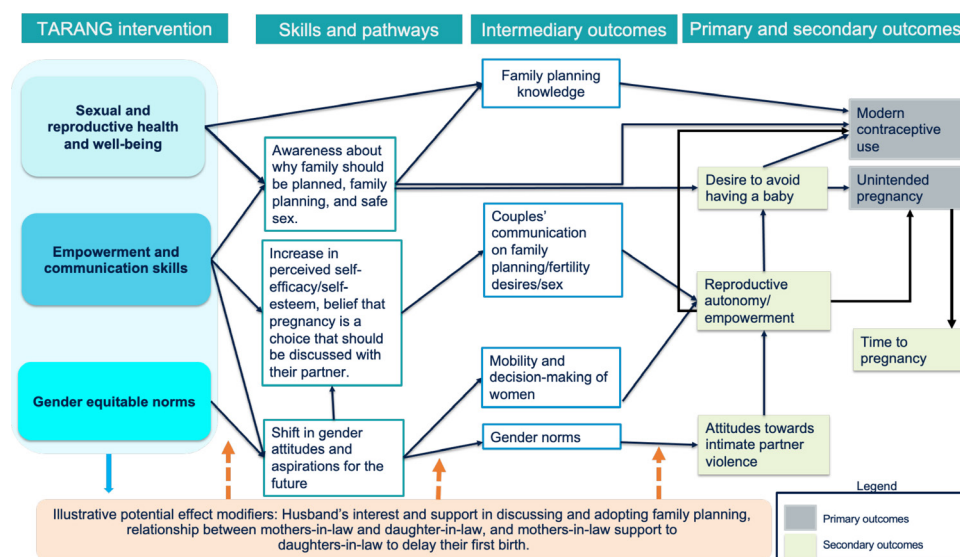 TARANG intervention
Skills and pathways
Intermediary outcomes
Primary and secondary outcomes
Sexual and
reproductive health
and well-being
Empowerment and
communication skills
Gender equitable norms
Awareness about
why family should
be planned, family
planning, and safe
sex.
Increase in
perceived self-
efficacy/self-
esteem, belief that
pregnancy is a
choice that should
be discussed with
their partner.
Shift in gender
attitudes and
aspirations for the
future
Family planning
knowledge
Couples'
communication
on family
planning/fertility
desires/sex
Mobility and
decision-making of
women
Gender norms
Modern
contraceptive
use
Desire to avoid
having a baby
Unintended
pregnancy
Reproductive
autonomy/
empowerment
Time to
pregnancy
Attitudes towards
intimate partner
violence
Illustrative potential effect modifiers: Husband's interest and support in discussing and adopting family planning,
relationship between mothers-in-law and daughter-in-law, and mothers-in-law support to
daughters-in-law to delay their first birth.
Legend
Primary outcomes
Secondary outcomes